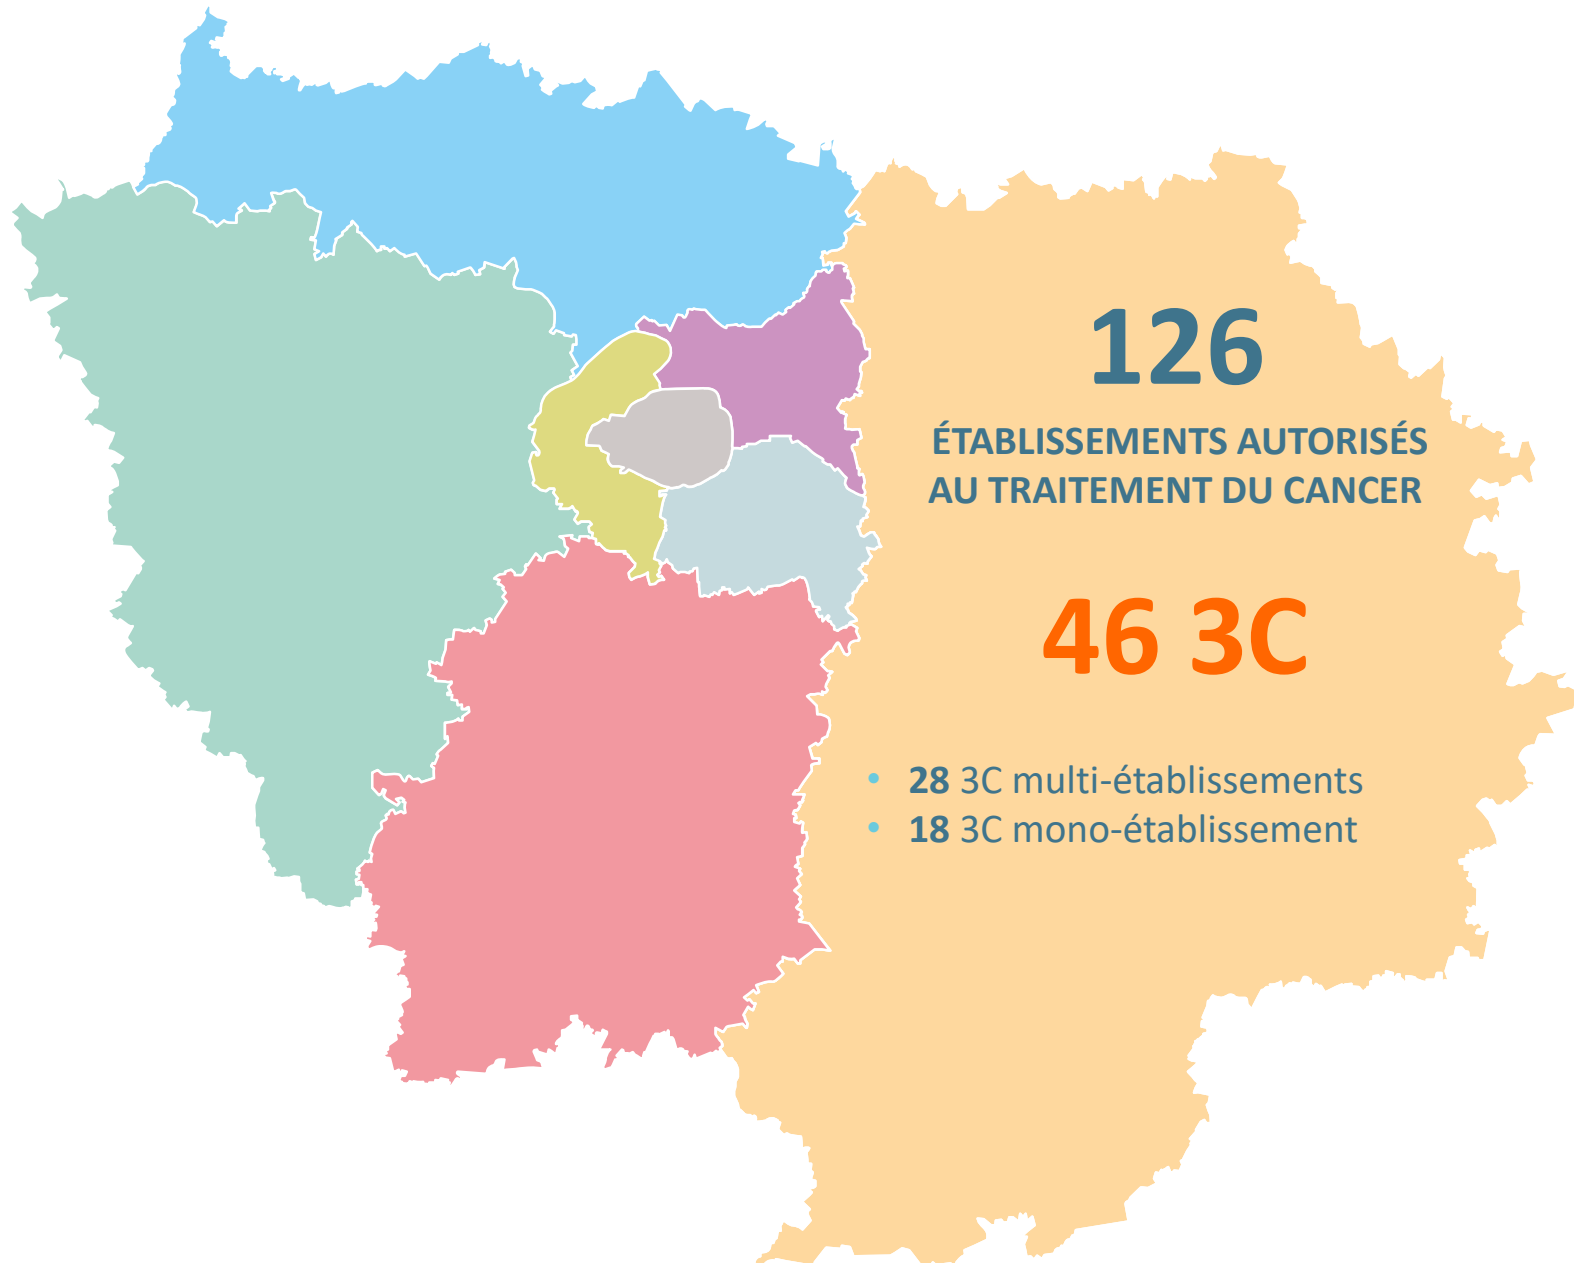 126
ÉTABLISSEMENTS AUTORISÉS
AU TRAITEMENT DU CANCER
46 3C
• 28 3C multi-établissements
• 18 3C mono-établissement